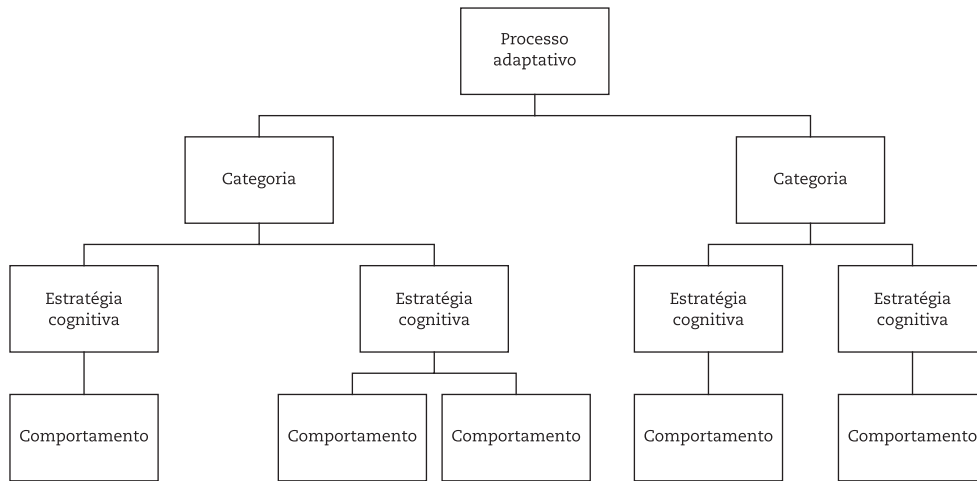 Processo
adaptativo
Categoria
Categoria
Estratégia
cognitiva
Estratégia
cognitiva
Estratégia
cognitiva
Estratégia
cognitiva
Comportamento
Comportamento
Comportamento
Comportamento
Comportamento